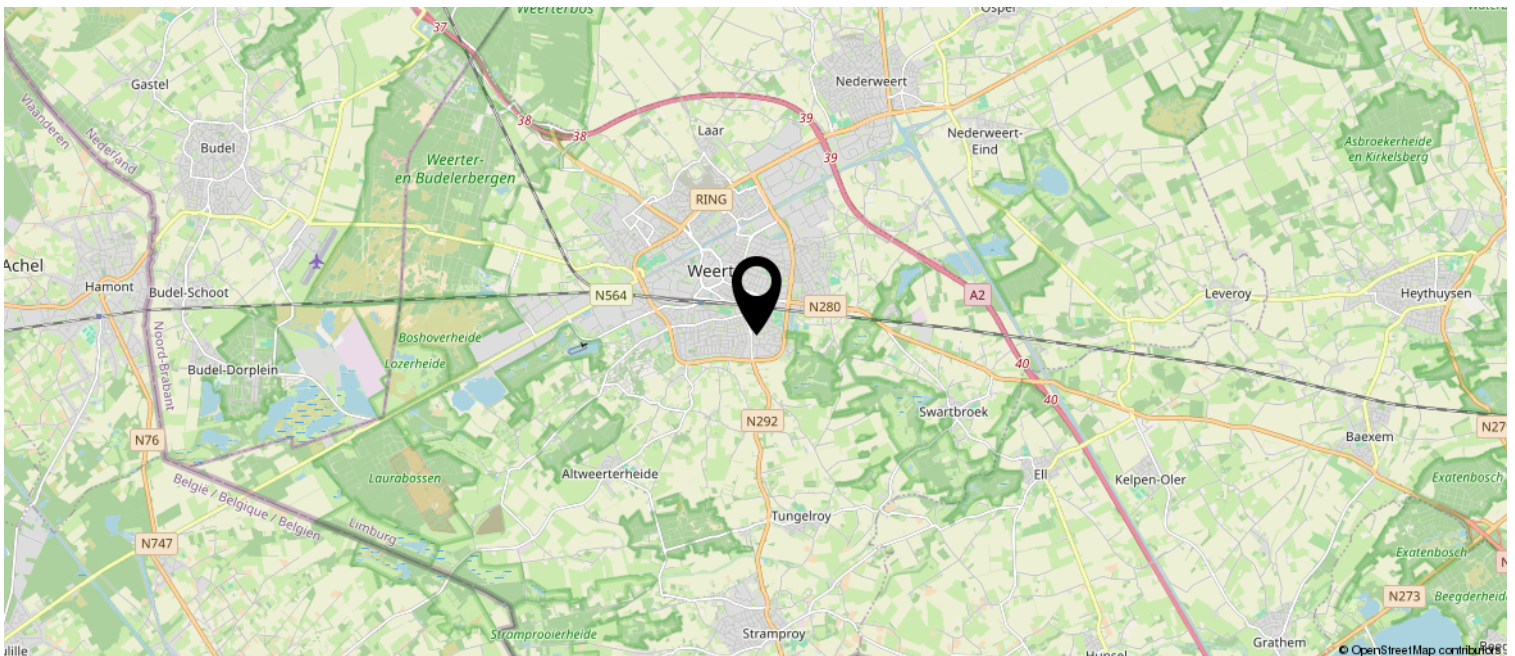 37
Weerterbos
Ospel
Gastel
Nederweert
Vlaanderen
Nederland
38
38
39
Laar
Nederweert-
Eind
Asbroekerheide
en Kirkelsberg
Budel
Weerter-
en Budelerbergen
39
RING
Achel
Weert
Hamont
Budel-Schoot
N564
N280
A2
Leveroy
Heythuysen
Noord-Brabant
Boshoverheide
Lozerheide
Budel-Dorplein
40
40
N76
N292
Swartbroek
Baexem
Laurabossen
Altweerterheide
Ell
Kelpen-Oler
Exatenbosch
België / Belgique / Belgien
Limburg
Tungelroy
N747
Exatenbosch
N273
Beegderheide
Stramprooierheide
Stramproy
Grathem
© OpenStreetMap contributors